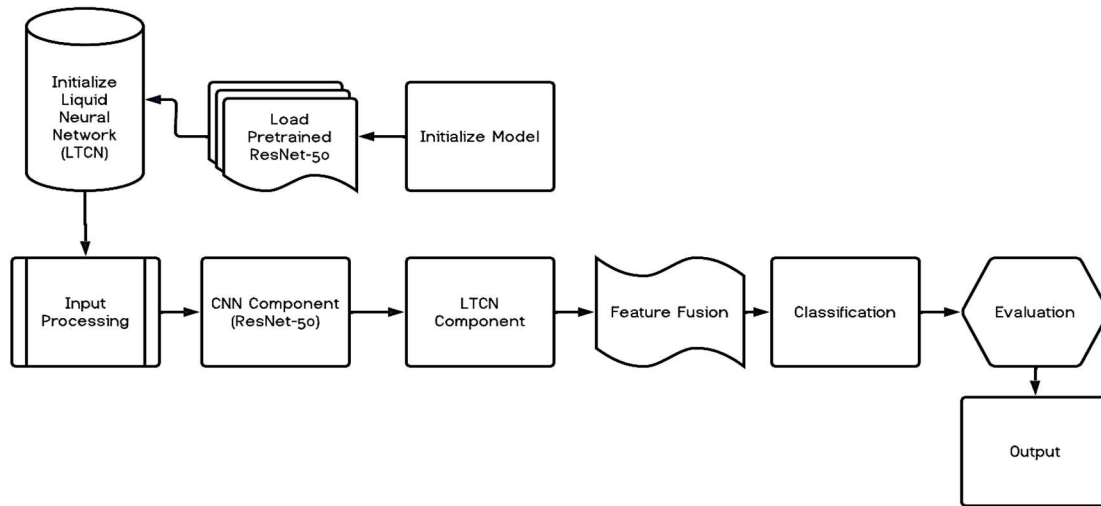 Initialize
Liquid
Neural
Network
(LTCN)
Load
Pretrained
ResNet-50
Initialize Model
Input
Processing
CNN Component
(ResNet-50)
LTCN
Component
Feature Fusion
Classification
Evaluation
Output